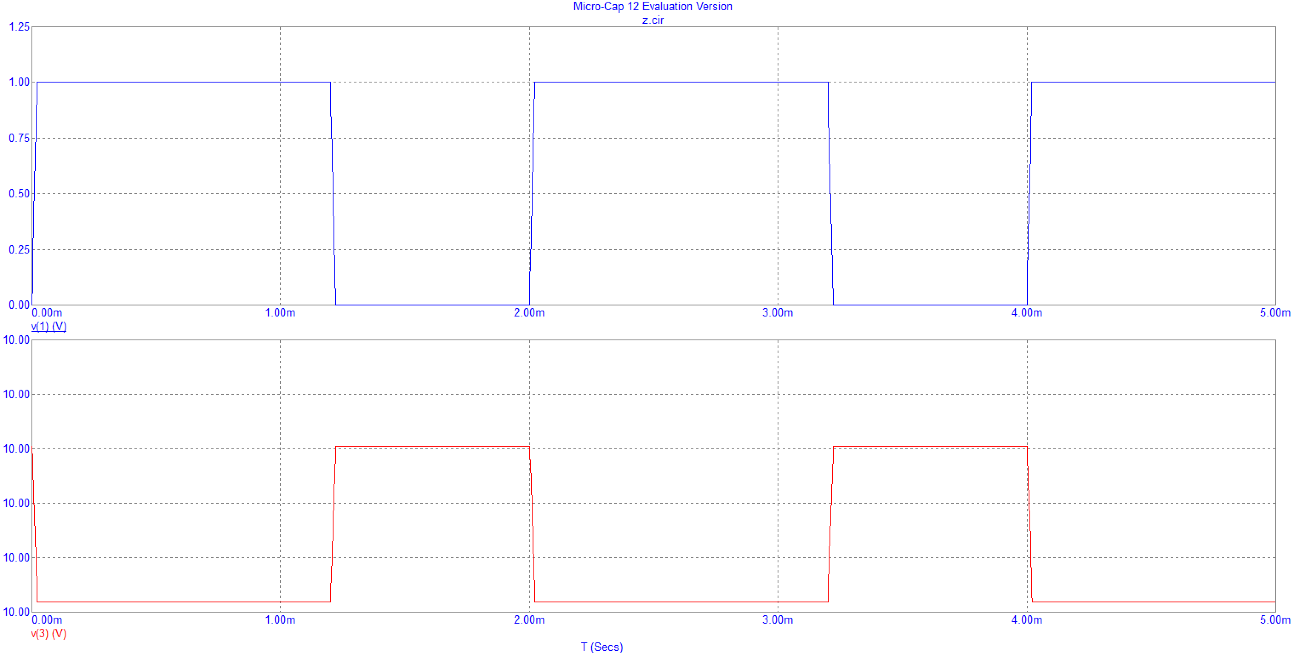 Micro-Cap 12 Evaluation Version
z.cir
1.25
1.00
0.75
0.50
0.25
0.00
0.00m 1.00m 2.00m 3.00m 4.00m 5.00m
v(1) (V)
10.00
10.00
10.00
10.00
10.00
10.00
0.00m 1.00m 2.00m 3.00m 4.00m 5.00m
v(3) (V)
T (Secs)